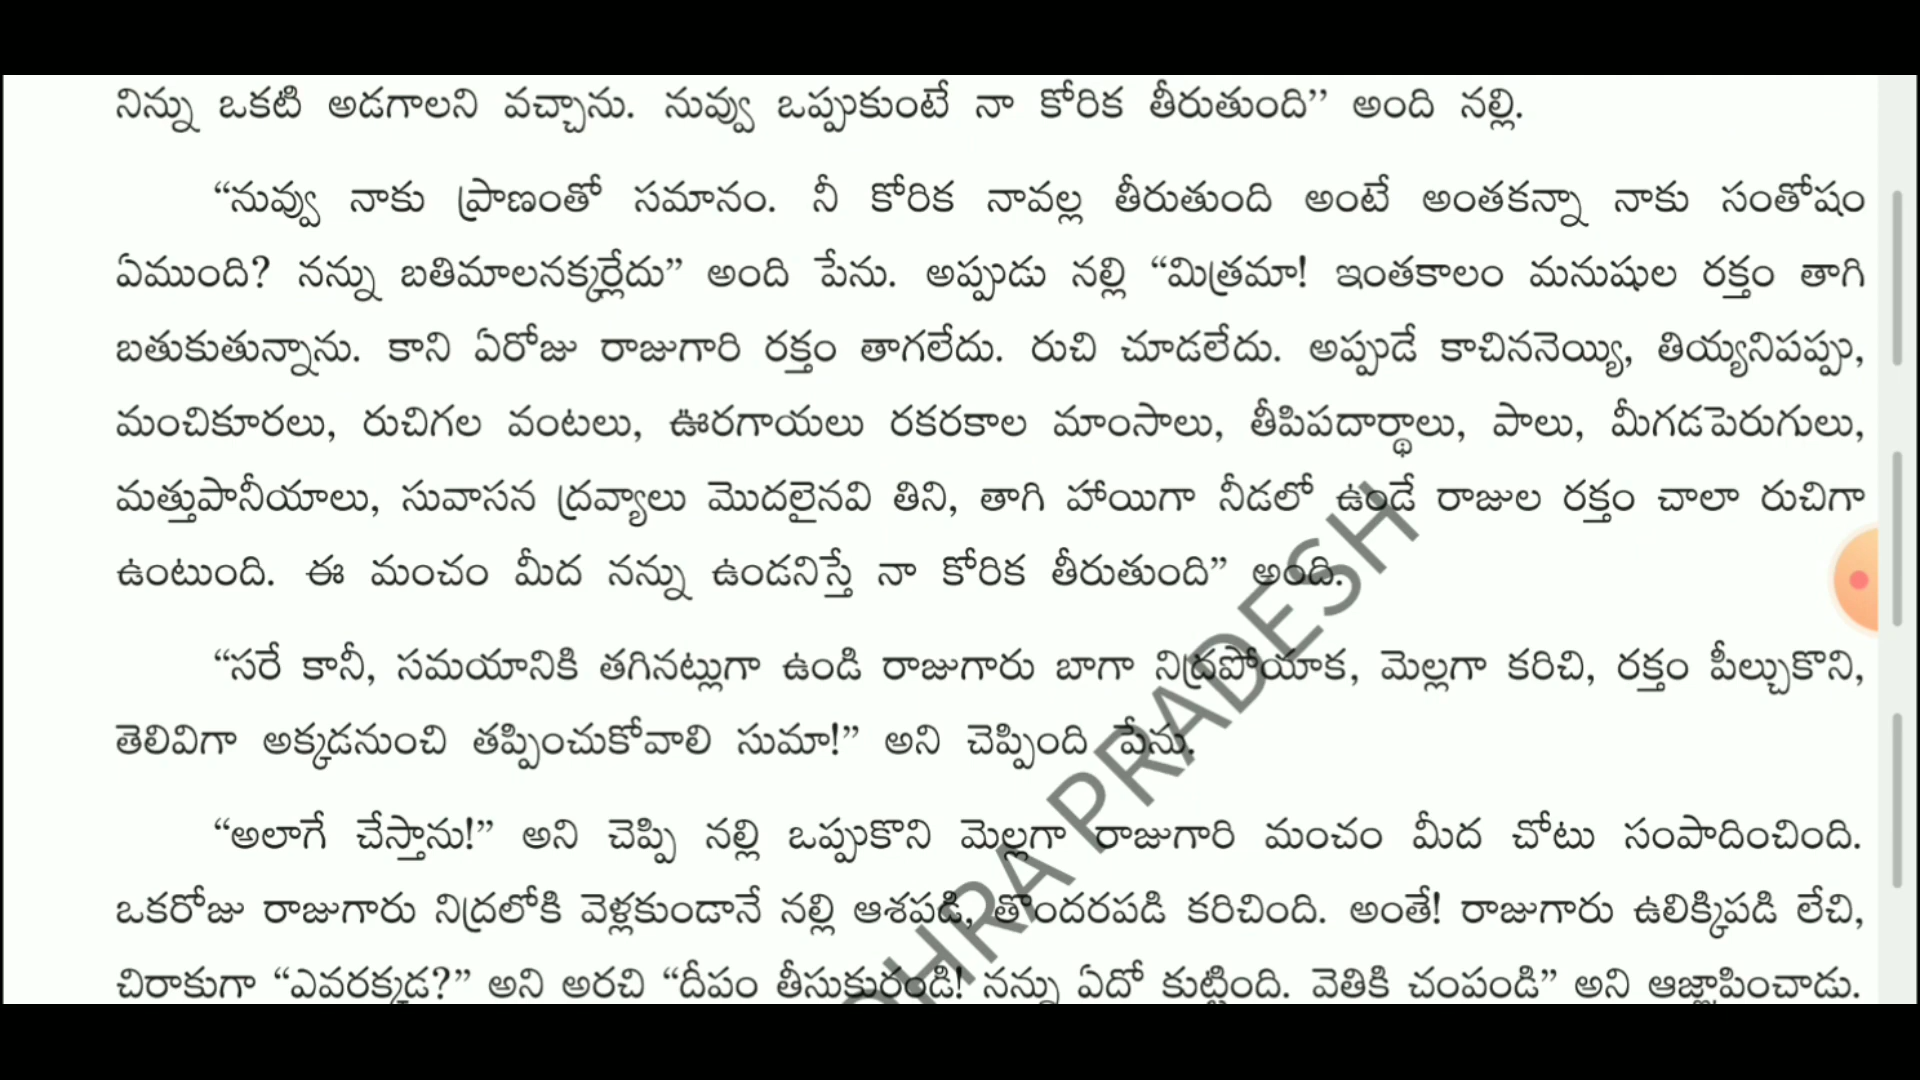 నిన్ను ఒకటి అడగాలని వచ్చాను. నువ్వు ఒప్పుకుంటే నా కోరిక తీరుతుంది” అంది నల్లి.
“నువ్వు నాకు ప్రాణంతో సమానం. నీ కోరిక నావల్ల తీరుతుంది అంటే అంతకన్నా నాకు సంతోషం
ఏముంది? నన్ను బతిమాలనక్కర్లేదు” అంది పేను. అప్పుడు నల్లి “మిత్రమా! ఇంతకాలం మనుషుల రక్తం తాగి
బతుకుతున్నాను. కాని ఏరోజు రాజుగారి రక్తం తాగలేదు. రుచి చూడలేదు. అప్పుడే కాచిననెయ్యి, తియ్యనిపప్పు,
మంచికూరలు, రుచిగల వంటలు, ఊరగాయలు రకరకాల మాంసాలు, తీపిపదార్థాలు, పాలు, మీగడపెరుగులు,
మత్తుపానీయాలు, సువాసన ద్రవ్యాలు మొదలైనవి తిని, తాగి హాయిగా నీడలో ఉండే రాజుల రక్తం చాలా రుచిగా
ఉంటుంది. ఈ మంచం మీద నన్ను ఉండనిస్తే నా కోరిక తీరుతుంది” అంది.
“సరే కానీ, సమయానికి తగినట్లుగా ఉండి రాజుగారు బాగా నిద్రపోయాక, మెల్లగా కరిచి, రక్తం పీల్చుకొని,
తెలివిగా అక్కడనుంచి తప్పించుకోవాలి సుమా!” అని చెప్పింది పేను.
“అలాగే చేస్తాను!” అని చెప్పి నల్లి ఒప్పుకొని మెల్లగా రాజుగారి మంచం మీద చోటు సంపాదించింది.
ఒకరోజు రాజుగారు నిద్రలోకి వెళ్లకుండానే నల్లి ఆశపడి, తొందరపడి కరిచింది. అంతే! రాజుగారు ఉలిక్కిపడి లేచి,
చిరాకుగా “ఎవరక్కడ?” అని అరచి “దీపం తీసుకురండి! నన్ను ఏదో కుట్టింది. వెతికి చంపండి” అని ఆజ్ఞాపించాడు.
DHRA PRADESH